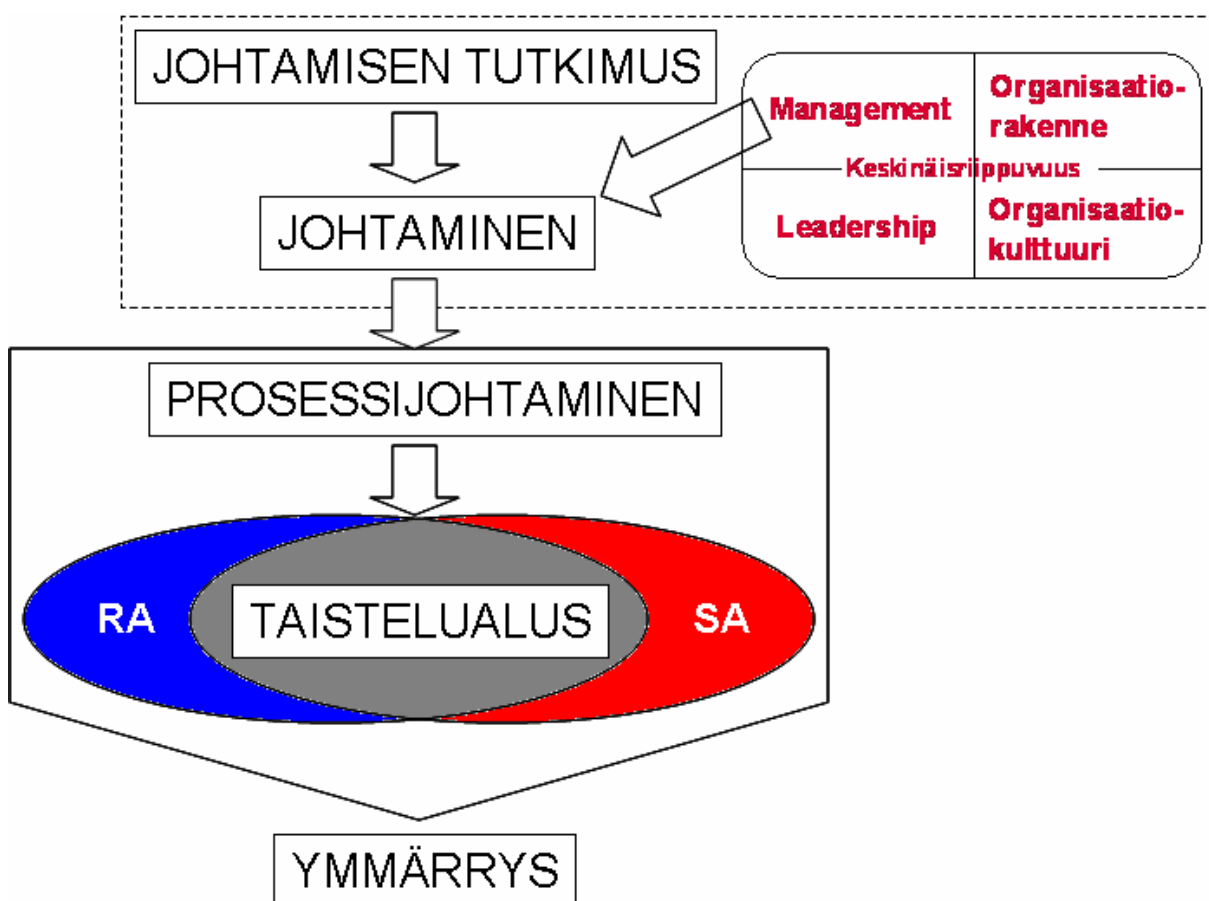 JOHTAMISEN TUTKIMUS
Management
Organisaatio-
rakenne
Keskinäisriippuvuus
Leadership
Organisaatio-
kulttuuri
JOHTAMINEN
PROSESSIJOHTAMINEN
RA
TAISTELUALUS
SA
YMMÄRRYS